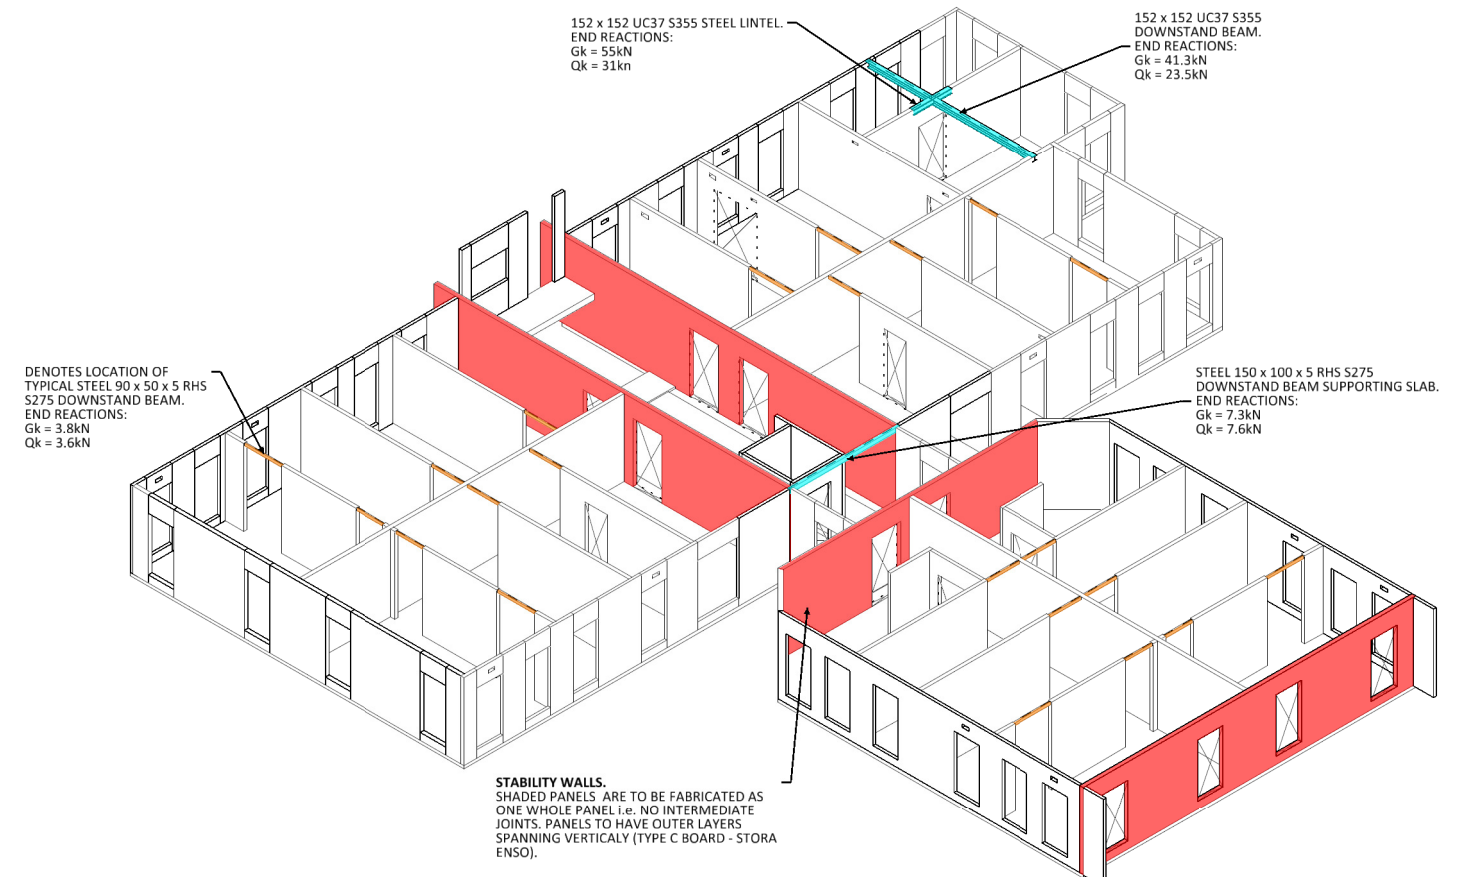 152 x 152 UC37 S355 STEEL LINTEL.
END REACTIONS:
Gk = 55kN
Qk = 31kn
152 x 152 UC37 S355
DOWNSTAND BEAM.
END REACTIONS:
Gk = 41.3kN
Qk = 23.5kN
DENOTES LOCATION OF
TYPICAL STEEL 90 x 50 x 5 RHS
S275 DOWNSTAND BEAM.
END REACTIONS:
Gk = 3.8kN
Qk = 3.6kN
STEEL 150 x 100 x 5 RHS S275
DOWNSTAND BEAM SUPPORTING SLAB.
END REACTIONS:
Gk = 7.3kN
Qk = 7.6kN
STABILITY WALLS.
SHADED PANELS ARE TO BE FABRICATED AS
ONE WHOLE PANEL i.e. NO INTERMEDIATE
JOINTS. PANELS TO HAVE OUTER LAYERS
SPANNING VERTICALY (TYPE C BOARD - STORA
ENSO).